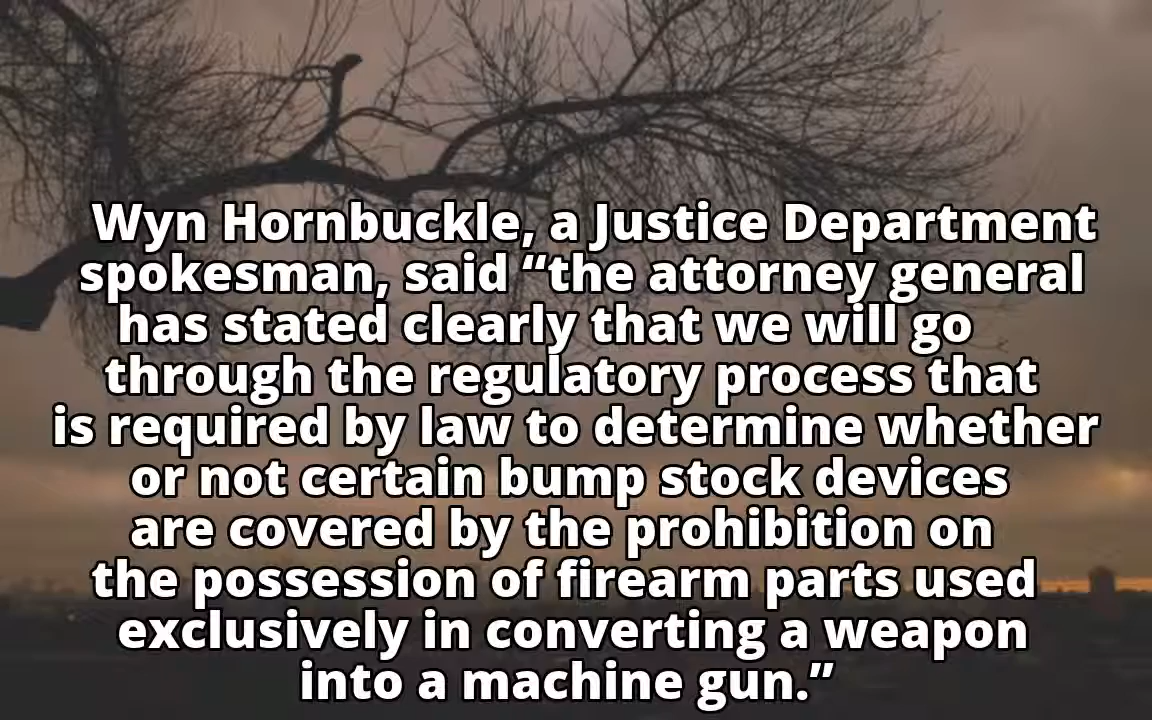 Wyn Hornbuckle, a Justice Department
spokesman, said “the attorney general
has stated clearly that we will go
through the regulatory process that
is required by law to determine whether
or not certain bump stock devices
are covered by the prohibition on
the possession of firearm parts used
exclusively in converting a weapon
into a machine gun.”